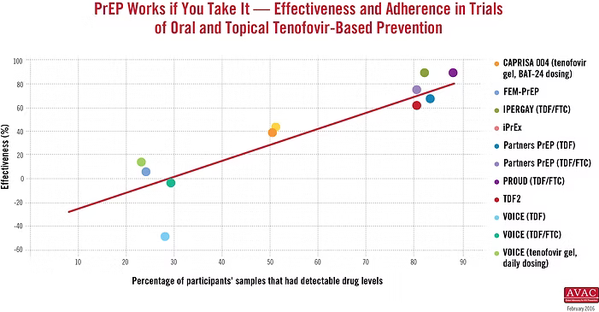 PrEP Works if You Take It — Effectiveness and Adherence in Trials
of Oral and Topical Tenofovir-Based Prevention
Effectiveness (%)
100
80
60
40
20
0
-20
-40
-60
10
20
30
40
50
60
70
80
90
Percentage of participants' samples that had detectable drug levels
CAPRISA 004 (tenofovir
gel, BAT-24 dosing)
FEM-PrEP
IPERGAY (TDF/FTC)
iPrEx
Partners PrEP (TDF)
Partners PrEP (TDF/FTC)
PROUD (TDF/FTC)
TDF2
VOICE (TDF)
VOICE (TDF/FTC)
VOICE (tenofovir gel,
daily dosing)
AVAC
February 2016